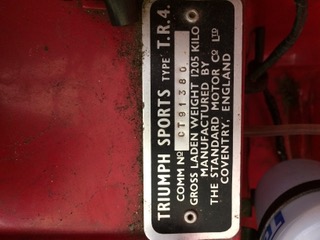 TRIUMPH SPORTS TYPE T.R.4.
COMM Nº CT91380
GROSS LADEN WEIGHT 1205 KILO
MANUFACTURED BY
THE STANDARD MOTOR Cº LTD
COVENTRY, ENGLAND